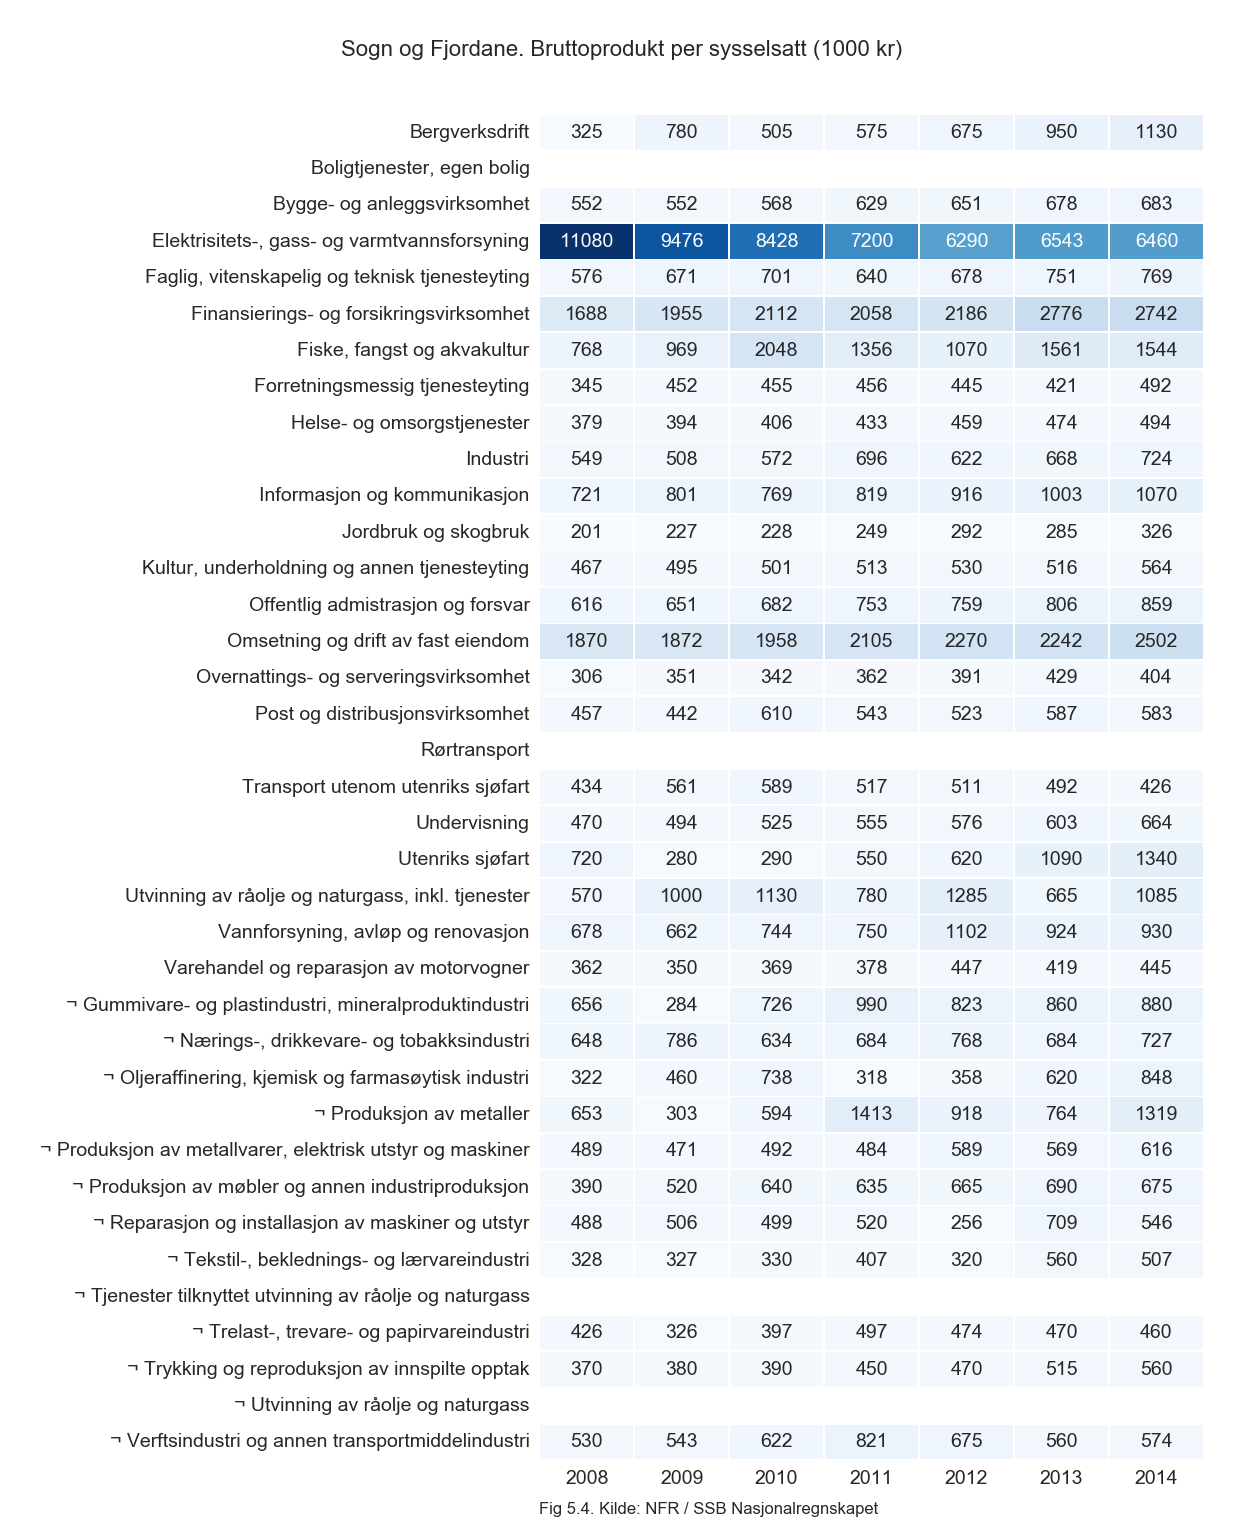 Sogn og Fjordane. Bruttoprodukt per sysselsatt (1000 kr)
Bergverksdrift 325 780 505 575 675 950 1130
Boligtjenester, egen bolig
Bygge- og anleggsvirksomhet 552 552 568 629 651 678 683
Elektrisitets-, gass- og varmtvannsforsyning 11080 9476 8428 7200 6290 6543 6460
Faglig, vitenskapelig og teknisk tjenesteyting 576 671 701 640 678 751 769
Finansierings- og forsikringsvirksomhet 1688 1955 2112 2058 2186 2776 2742
Fiske, fangst og akvakultur 768 969 2048 1356 1070 1561 1544
Forretningsmessig tjenesteyting 345 452 455 456 445 421 492
Helse- og omsorgstjenester 379 394 406 433 459 474 494
Industri 549 508 572 696 622 668 724
Informasjon og kommunikasjon 721 801 769 819 916 1003 1070
Jordbruk og skogbruk 201 227 228 249 292 285 326
Kultur, underholdning og annen tjenesteyting 467 495 501 513 530 516 564
Offentlig admistrasjon og forsvar 616 651 682 753 759 806 859
Omsetning og drift av fast eiendom 1870 1872 1958 2105 2270 2242 2502
Overnattings- og serveringsvirksomhet 306 351 342 362 391 429 404
Post og distribusjonsvirksomhet 457 442 610 543 523 587 583
Rørtransport
Transport utenom utenriks sjøfart 434 561 589 517 511 492 426
Undervisning 470 494 525 555 576 603 664
Utenriks sjøfart 720 280 290 550 620 1090 1340
Utvinning av råolje og naturgass, inkl. tjenester 570 1000 1130 780 1285 665 1085
Vannforsyning, avløp og renovasjon 678 662 744 750 1102 924 930
Varehandel og reparasjon av motorvogner 362 350 369 378 447 419 445
¬ Gummivare- og plastindustri, mineralproduktindustri 656 284 726 990 823 860 880
¬ Nærings-, drikkevare- og tobakksindustri 648 786 634 684 768 684 727
¬ Oljeraffinering, kjemisk og farmasøytisk industri 322 460 738 318 358 620 848
¬ Produksjon av metaller 653 303 594 1413 918 764 1319
¬ Produksjon av metallvarer, elektrisk utstyr og maskiner 489 471 492 484 589 569 616
¬ Produksjon av møbler og annen industriproduksjon 390 520 640 635 665 690 675
¬ Reparasjon og installasjon av maskiner og utstyr 488 506 499 520 256 709 546
¬ Tekstil-, beklednings- og lærvareindustri 328 327 330 407 320 560 507
¬ Tjenester tilknyttet utvinning av råolje og naturgass
¬ Trelast-, trevare- og papirvareindustri 426 326 397 497 474 470 460
¬ Trykking og reproduksjon av innspilte opptak 370 380 390 450 470 515 560
¬ Utvinning av råolje og naturgass
¬ Verftsindustri og annen transportmiddelindustri 530 543 622 821 675 560 574
2008 2009 2010 2011 2012 2013 2014
Fig 5.4. Kilde: NFR / SSB Nasjonalregnskapet